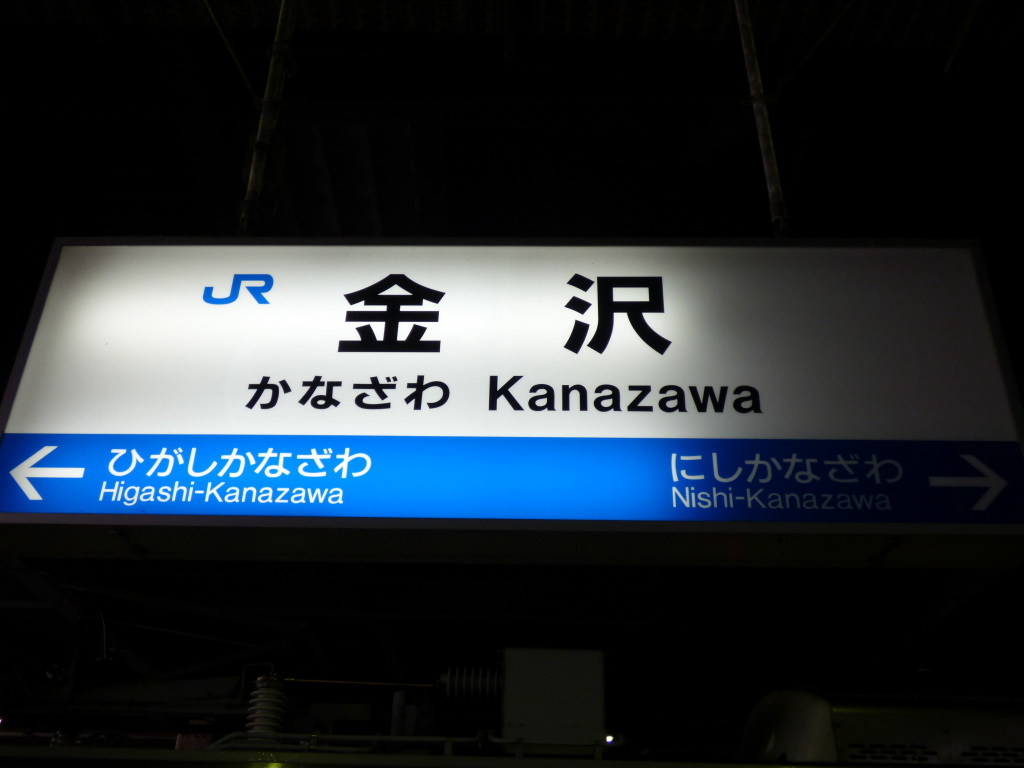 JR 金沢
かなざわ Kanazawa
← ひがしかなざわ にしかなざわ →
Higashi-Kanazawa Nishi-Kanazawa